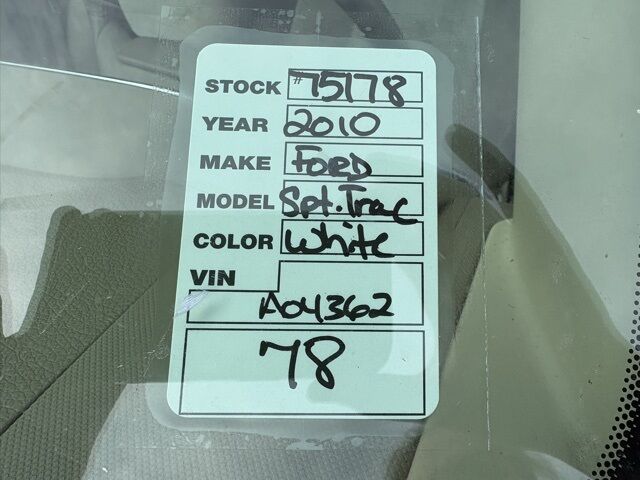 STOCK #75178
YEAR 2010
MAKE FORD
MODEL Spt.Trac
COLOR White
VIN
A04362
78